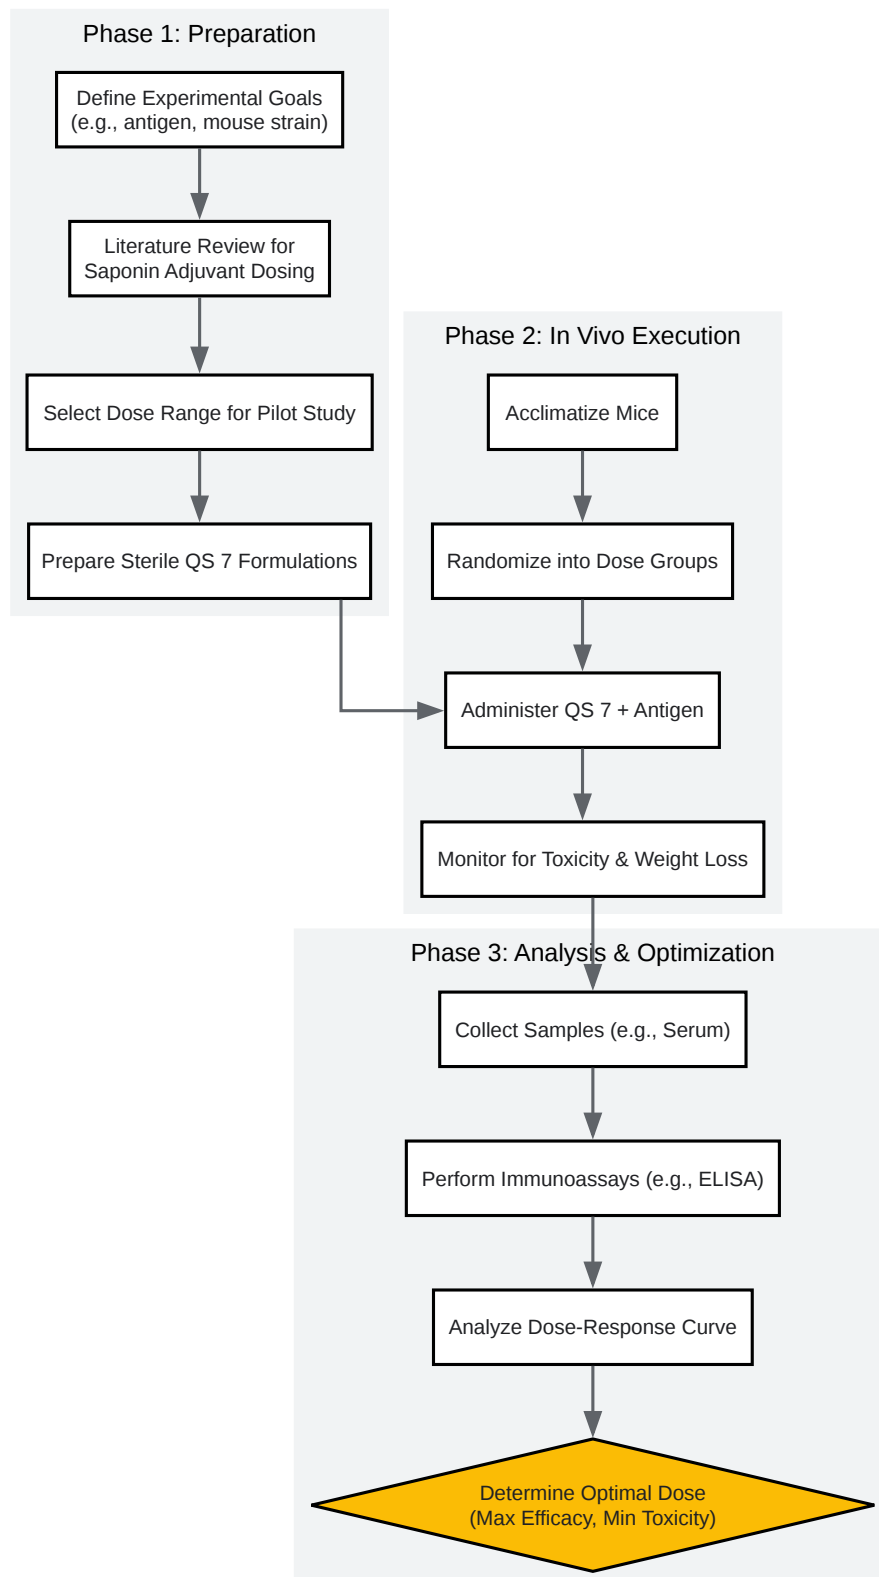 Phase 1: Preparation
Define Experimental Goals
(e.g., antigen, mouse strain)
Literature Review for
Saponin Adjuvant Dosing
Select Dose Range for Pilot Study
Prepare Sterile QS 7 Formulations
Phase 2: In Vivo Execution
Acclimatize Mice
Randomize into Dose Groups
Administer QS 7 + Antigen
Monitor for Toxicity & Weight Loss
Phase 3: Analysis & Optimization
Collect Samples (e.g., Serum)
Perform Immunoassays (e.g., ELISA)
Analyze Dose-Response Curve
Determine Optimal Dose
(Max Efficacy, Min Toxicity)